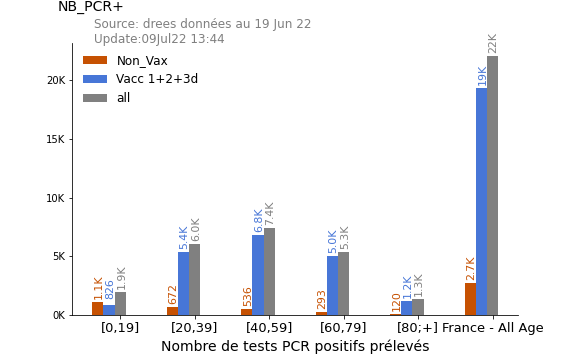 NB_PCR+
Source: drees données au 19 Jun 22
Update:09Jul22 13:44
Non_Vax
Vacc 1+2+3d
all
20K
15K
10K
5K
0K
1.1K
826
1.9K
672
5.4K
6.0K
536
6.8K
7.4K
293
5.0K
5.3K
120
1.2K
1.3K
2.7K
19K
22K
[0,19] [20,39] [40,59] [60,79] [80;+] France - All Age
Nombre de tests PCR positifs prélevés